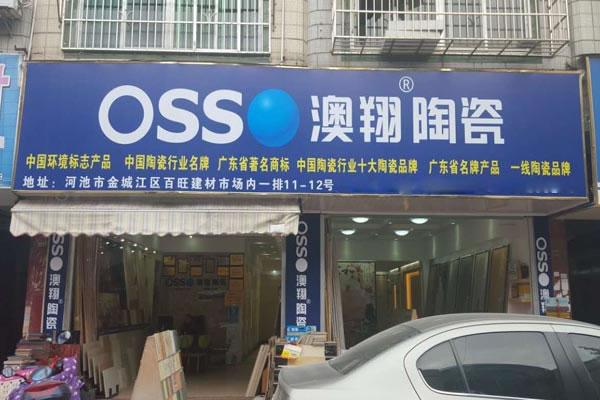 OSSO 澳翔陶瓷®
中国环境标志产品 中国陶瓷行业名牌 广东省著名商标 中国陶瓷行业十大陶瓷品牌 广东省名牌产品 一线陶瓷品牌
地址：河池市金城江区百旺建材市场内一排11-12号
OSSO 澳翔陶瓷®
OSSO 澳翔陶瓷
OSSO 澳翔陶瓷